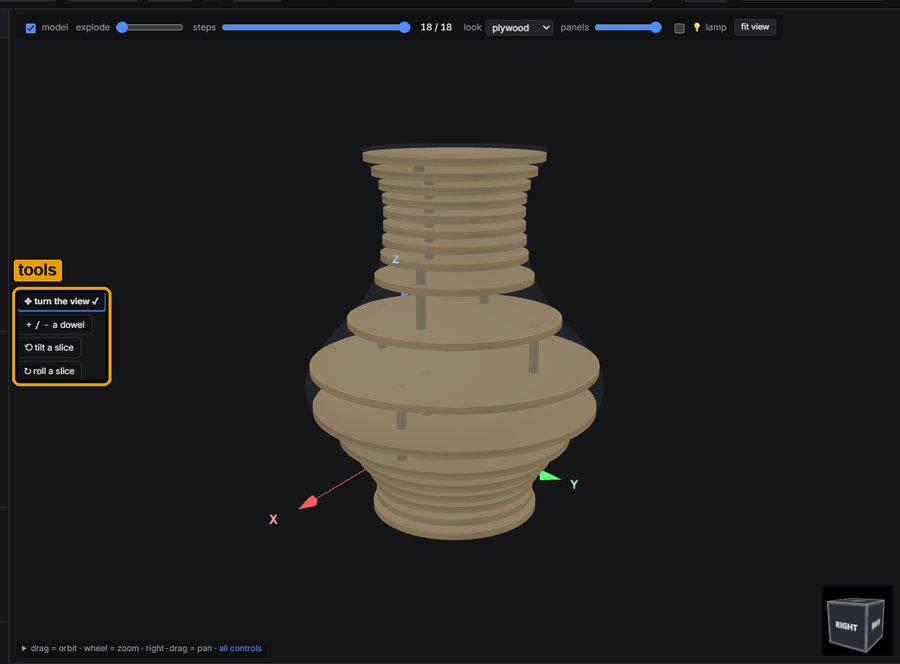 model explode steps 18 / 18 look plywood panels lamp fit view
Z
tools
✥ turn the view ✓
+ / - a dowel
⟲ tilt a slice
↻ roll a slice
X
Y
RIGHT
▶ drag = orbit · wheel = zoom · right-drag = pan · all controls